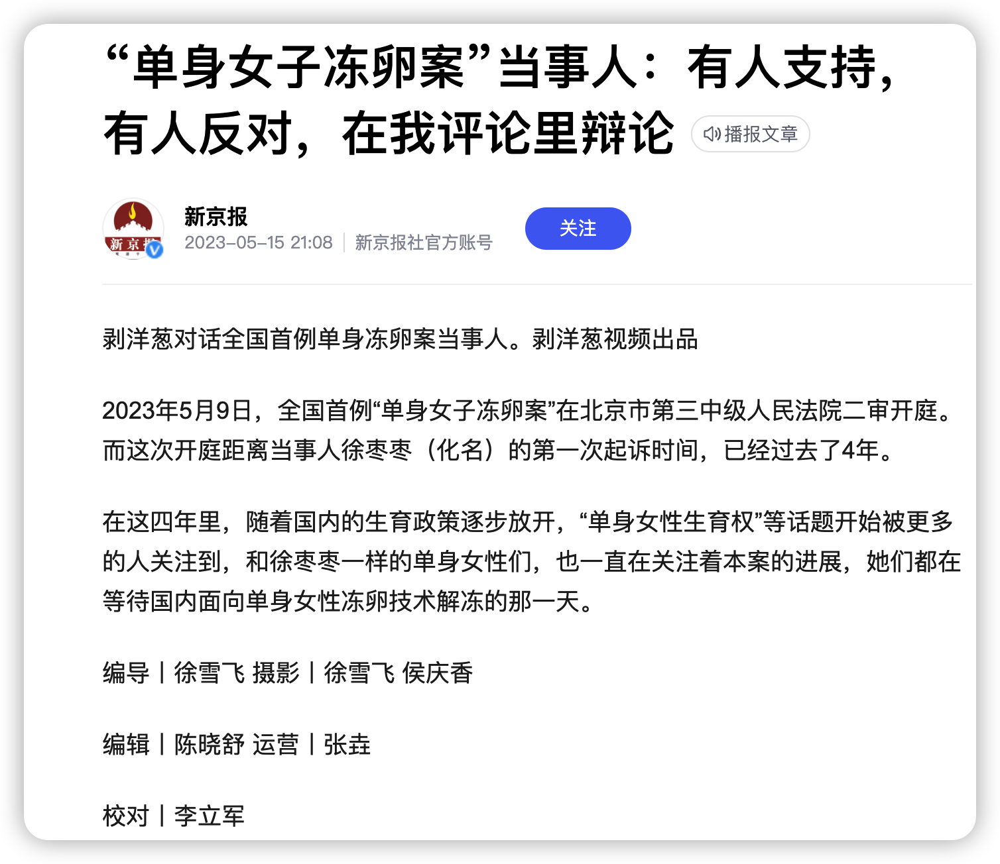 “单身女子冻卵案”当事人：有人支持，
有人反对，在我评论里辩论 播报文章
新京报
新京报
2023-05-15 21:08 新京报社官方账号
关注
剥洋葱对话全国首例单身冻卵案当事人。剥洋葱视频出品
2023年5月9日，全国首例“单身女子冻卵案”在北京市第三中级人民法院二审开庭。
而这次开庭距离当事人徐枣枣（化名）的第一次起诉时间，已经过去了4年。
在这四年里，随着国内的生育政策逐步放开，“单身女性生育权”等话题开始被更多
的人关注到，和徐枣枣一样的单身女性们，也一直在关注着本案的进展，她们都在
等待国内面向单身女性冻卵技术解冻的那一天。
编导丨徐雪飞 摄影丨徐雪飞 侯庆香
编辑丨陈晓舒 运营丨张垚
校对丨李立军